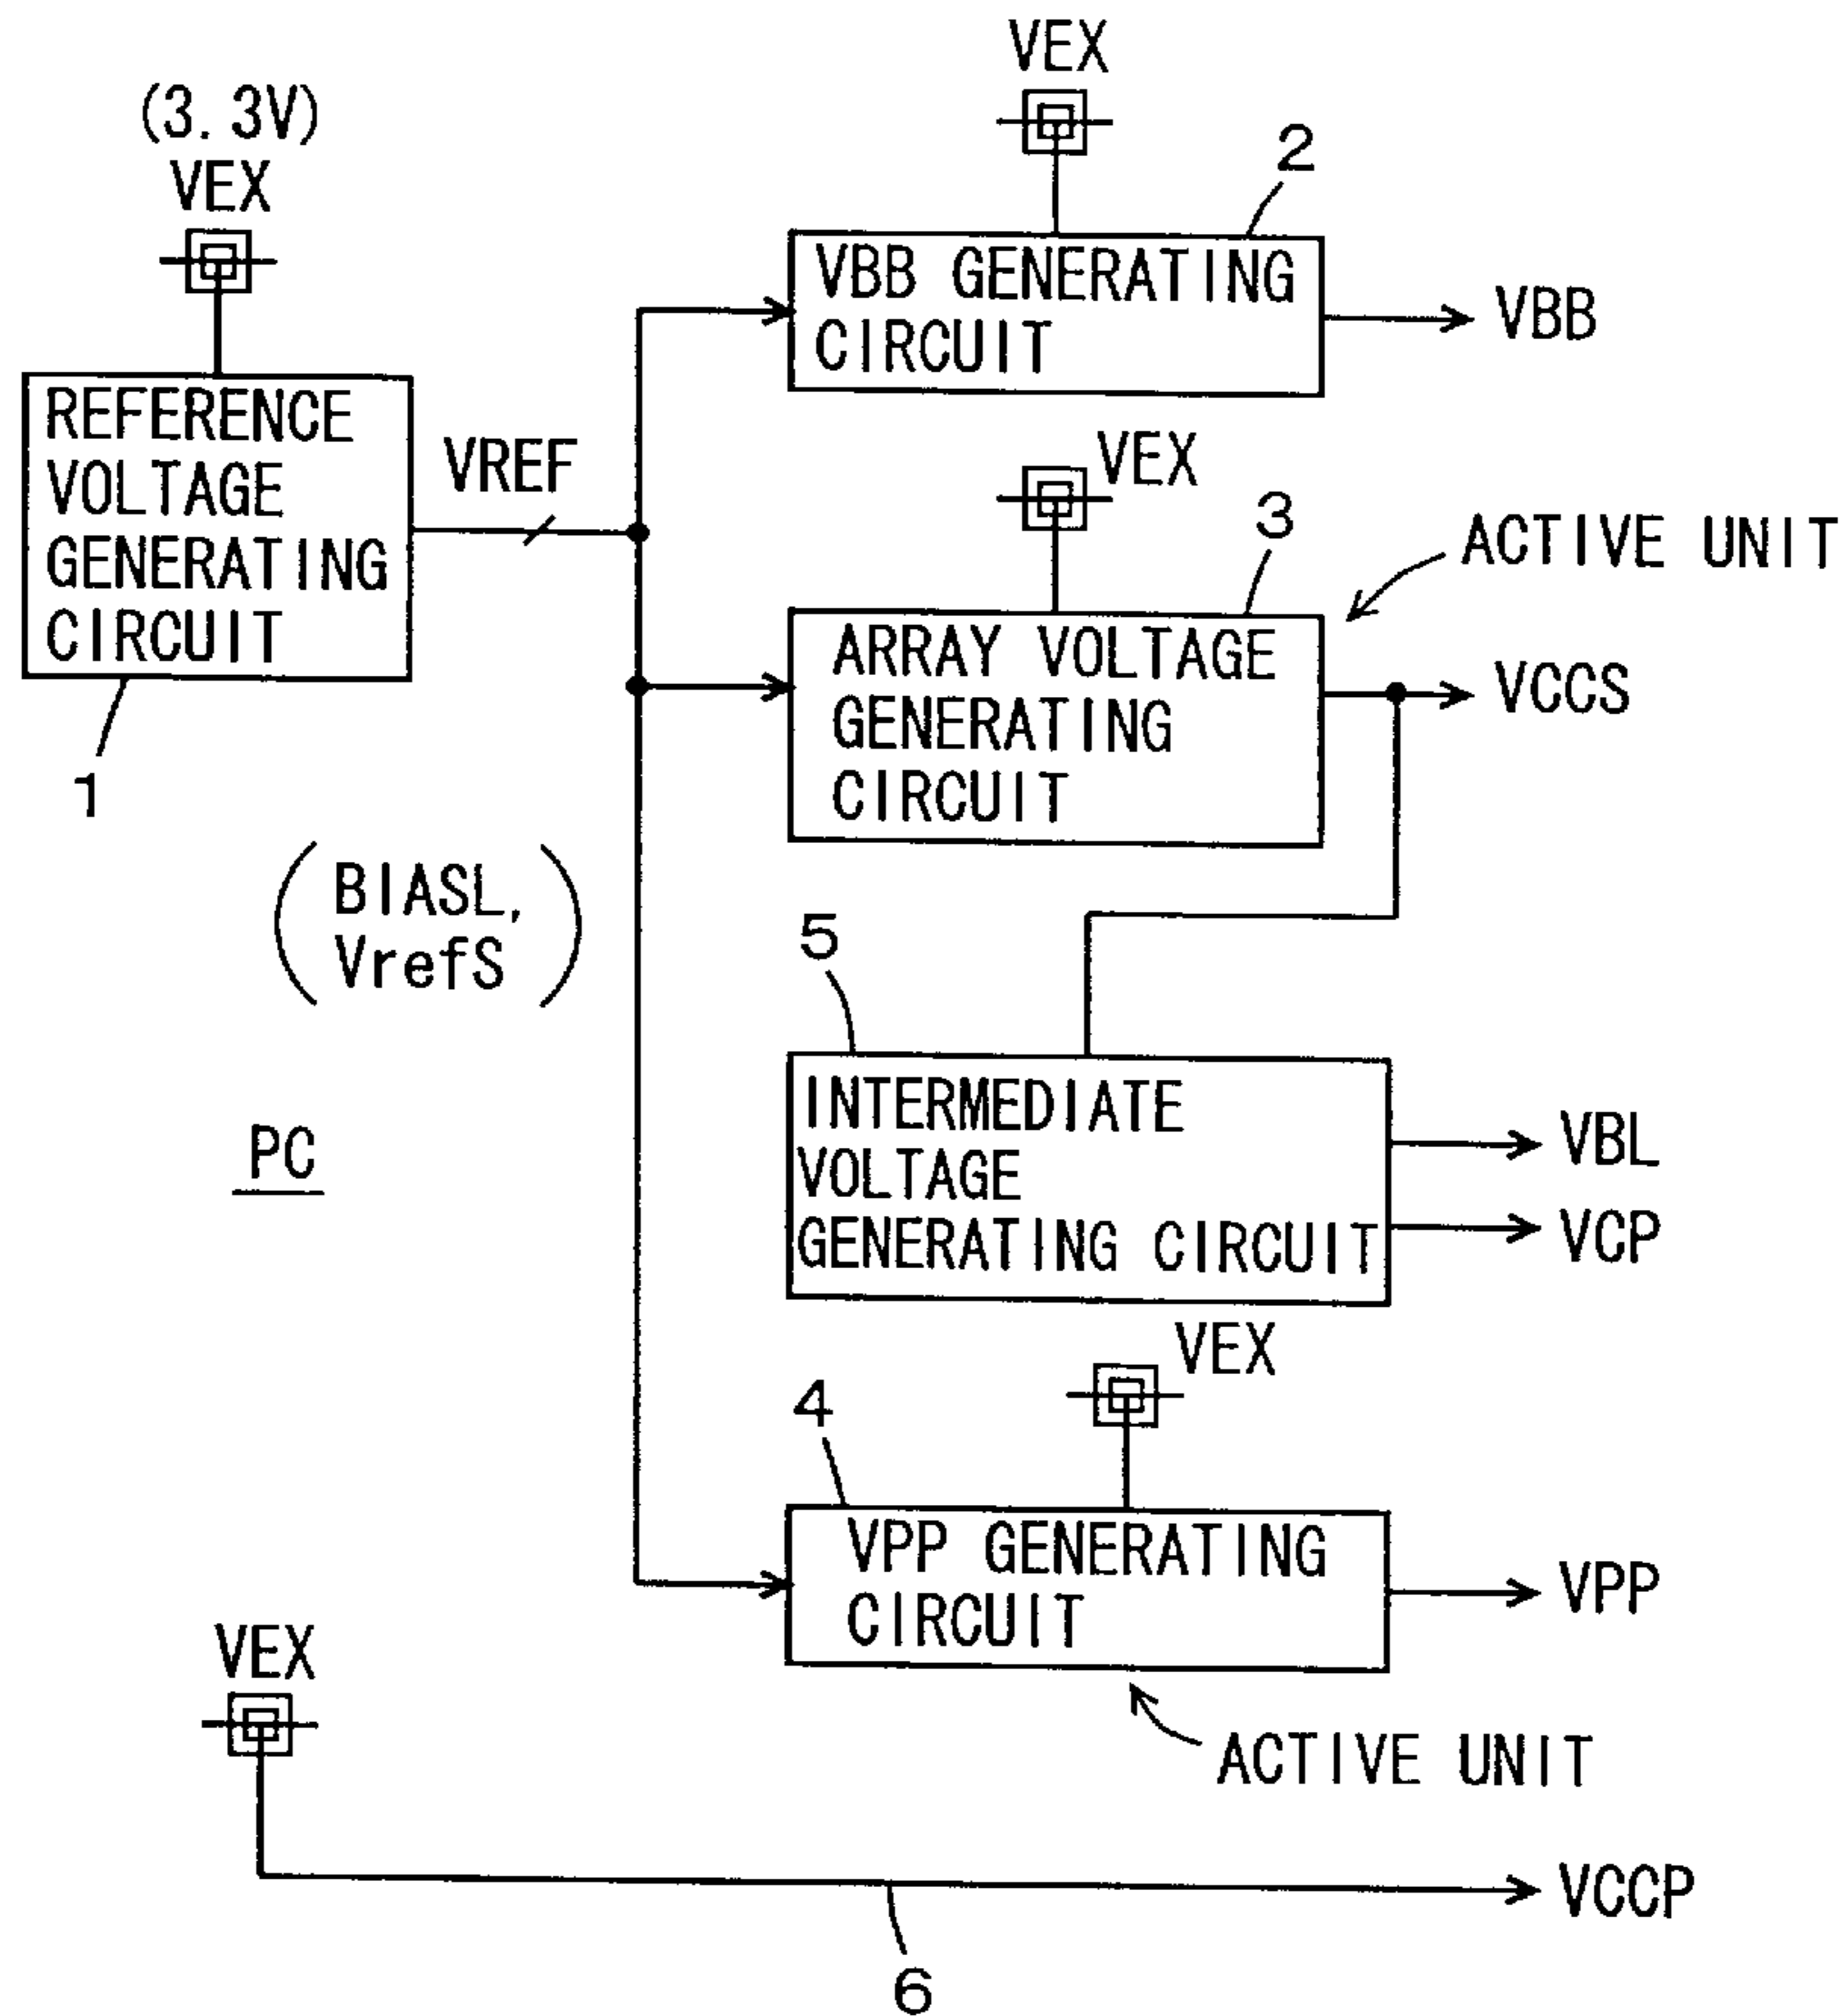 VEX
(3.3V)
VEX
2
VBB GENERATING
CIRCUIT
VBB
REFERENCE
VOLTAGE
GENERATING
CIRCUIT
VREF
1
VEX
3
ACTIVE UNIT
ARRAY VOLTAGE
GENERATING
CIRCUIT
VCCS
(BIASL,
VrefS)
5
INTERMEDIATE
VOLTAGE
GENERATING CIRCUIT
VBL
VCP
PC
VEX
4
VPP GENERATING
CIRCUIT
VPP
ACTIVE UNIT
VEX
VCCP
6